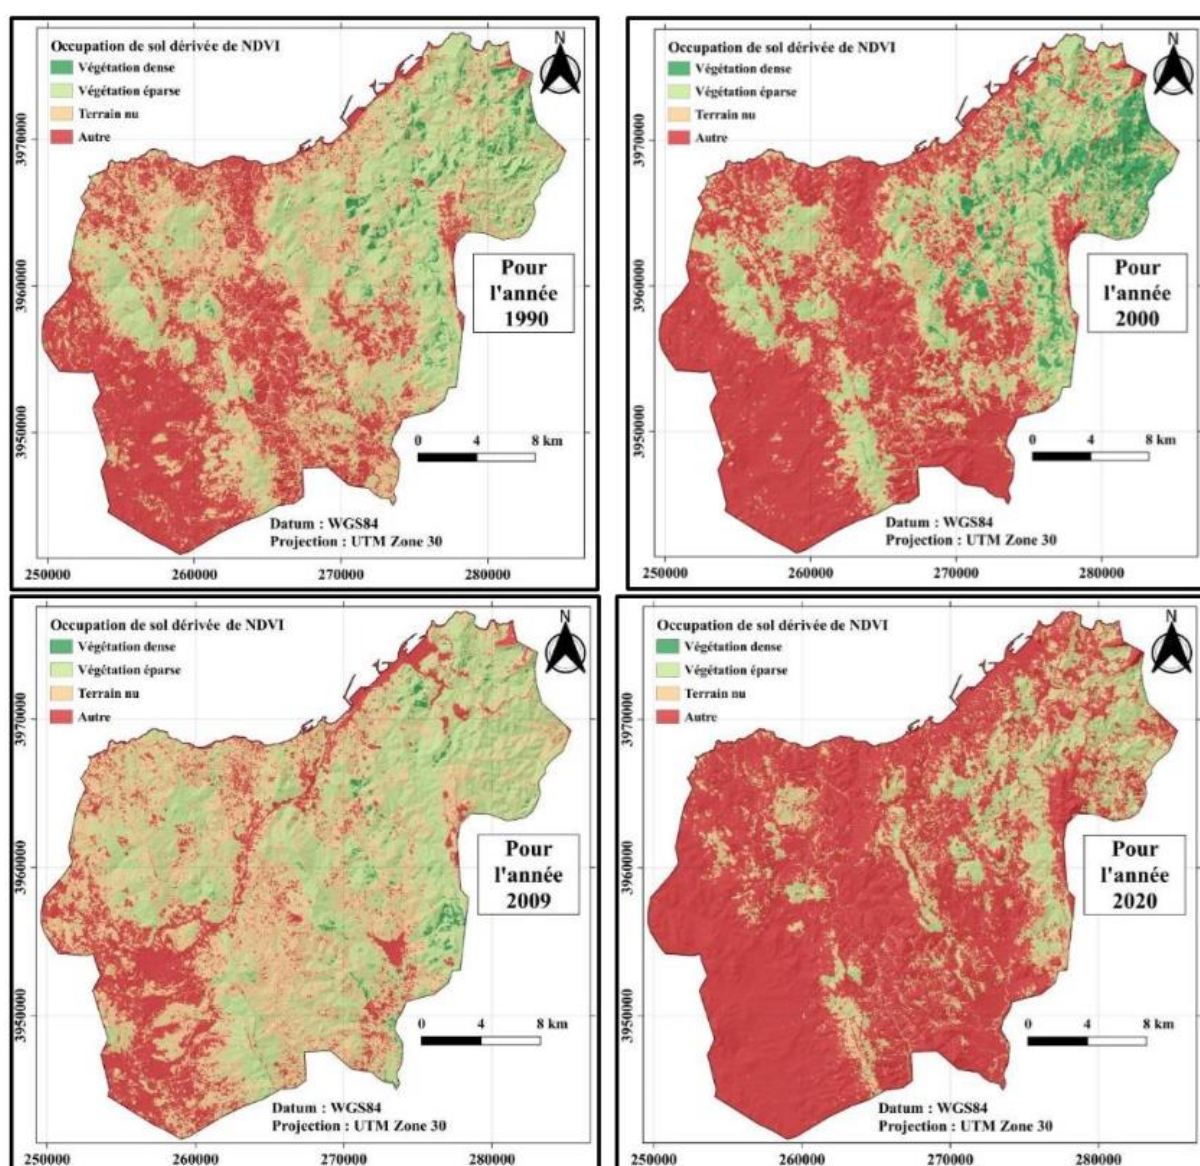 Occupation de sol dérivée de NDVI
Végétation dense
Végétation éparse
Terrain nu
Autre
N
3970000
3960000
3950000
Pour
l'année
1990
0 4 8 km
Datum : WGS84
Projection : UTM Zone 30
250000 260000 270000 280000
Occupation de sol dérivée de NDVI
Végétation dense
Végétation éparse
Terrain nu
Autre
N
3970000
3960000
3950000
Pour
l'année
2000
0 4 8 km
Datum : WGS84
Projection : UTM Zone 30
250000 260000 270000 280000
Occupation de sol dérivée de NDVI
Végétation dense
Végétation éparse
Terrain nu
Autre
N
3970000
3960000
3950000
Pour
l'année
2009
0 4 8 km
Datum : WGS84
Projection : UTM Zone 30
250000 260000 270000 280000
Occupation de sol dérivée de NDVI
Végétation dense
Végétation éparse
Terrain nu
Autre
N
3970000
3960000
3950000
Pour
l'année
2020
0 4 8 km
Datum : WGS84
Projection : UTM Zone 30
250000 260000 270000 280000